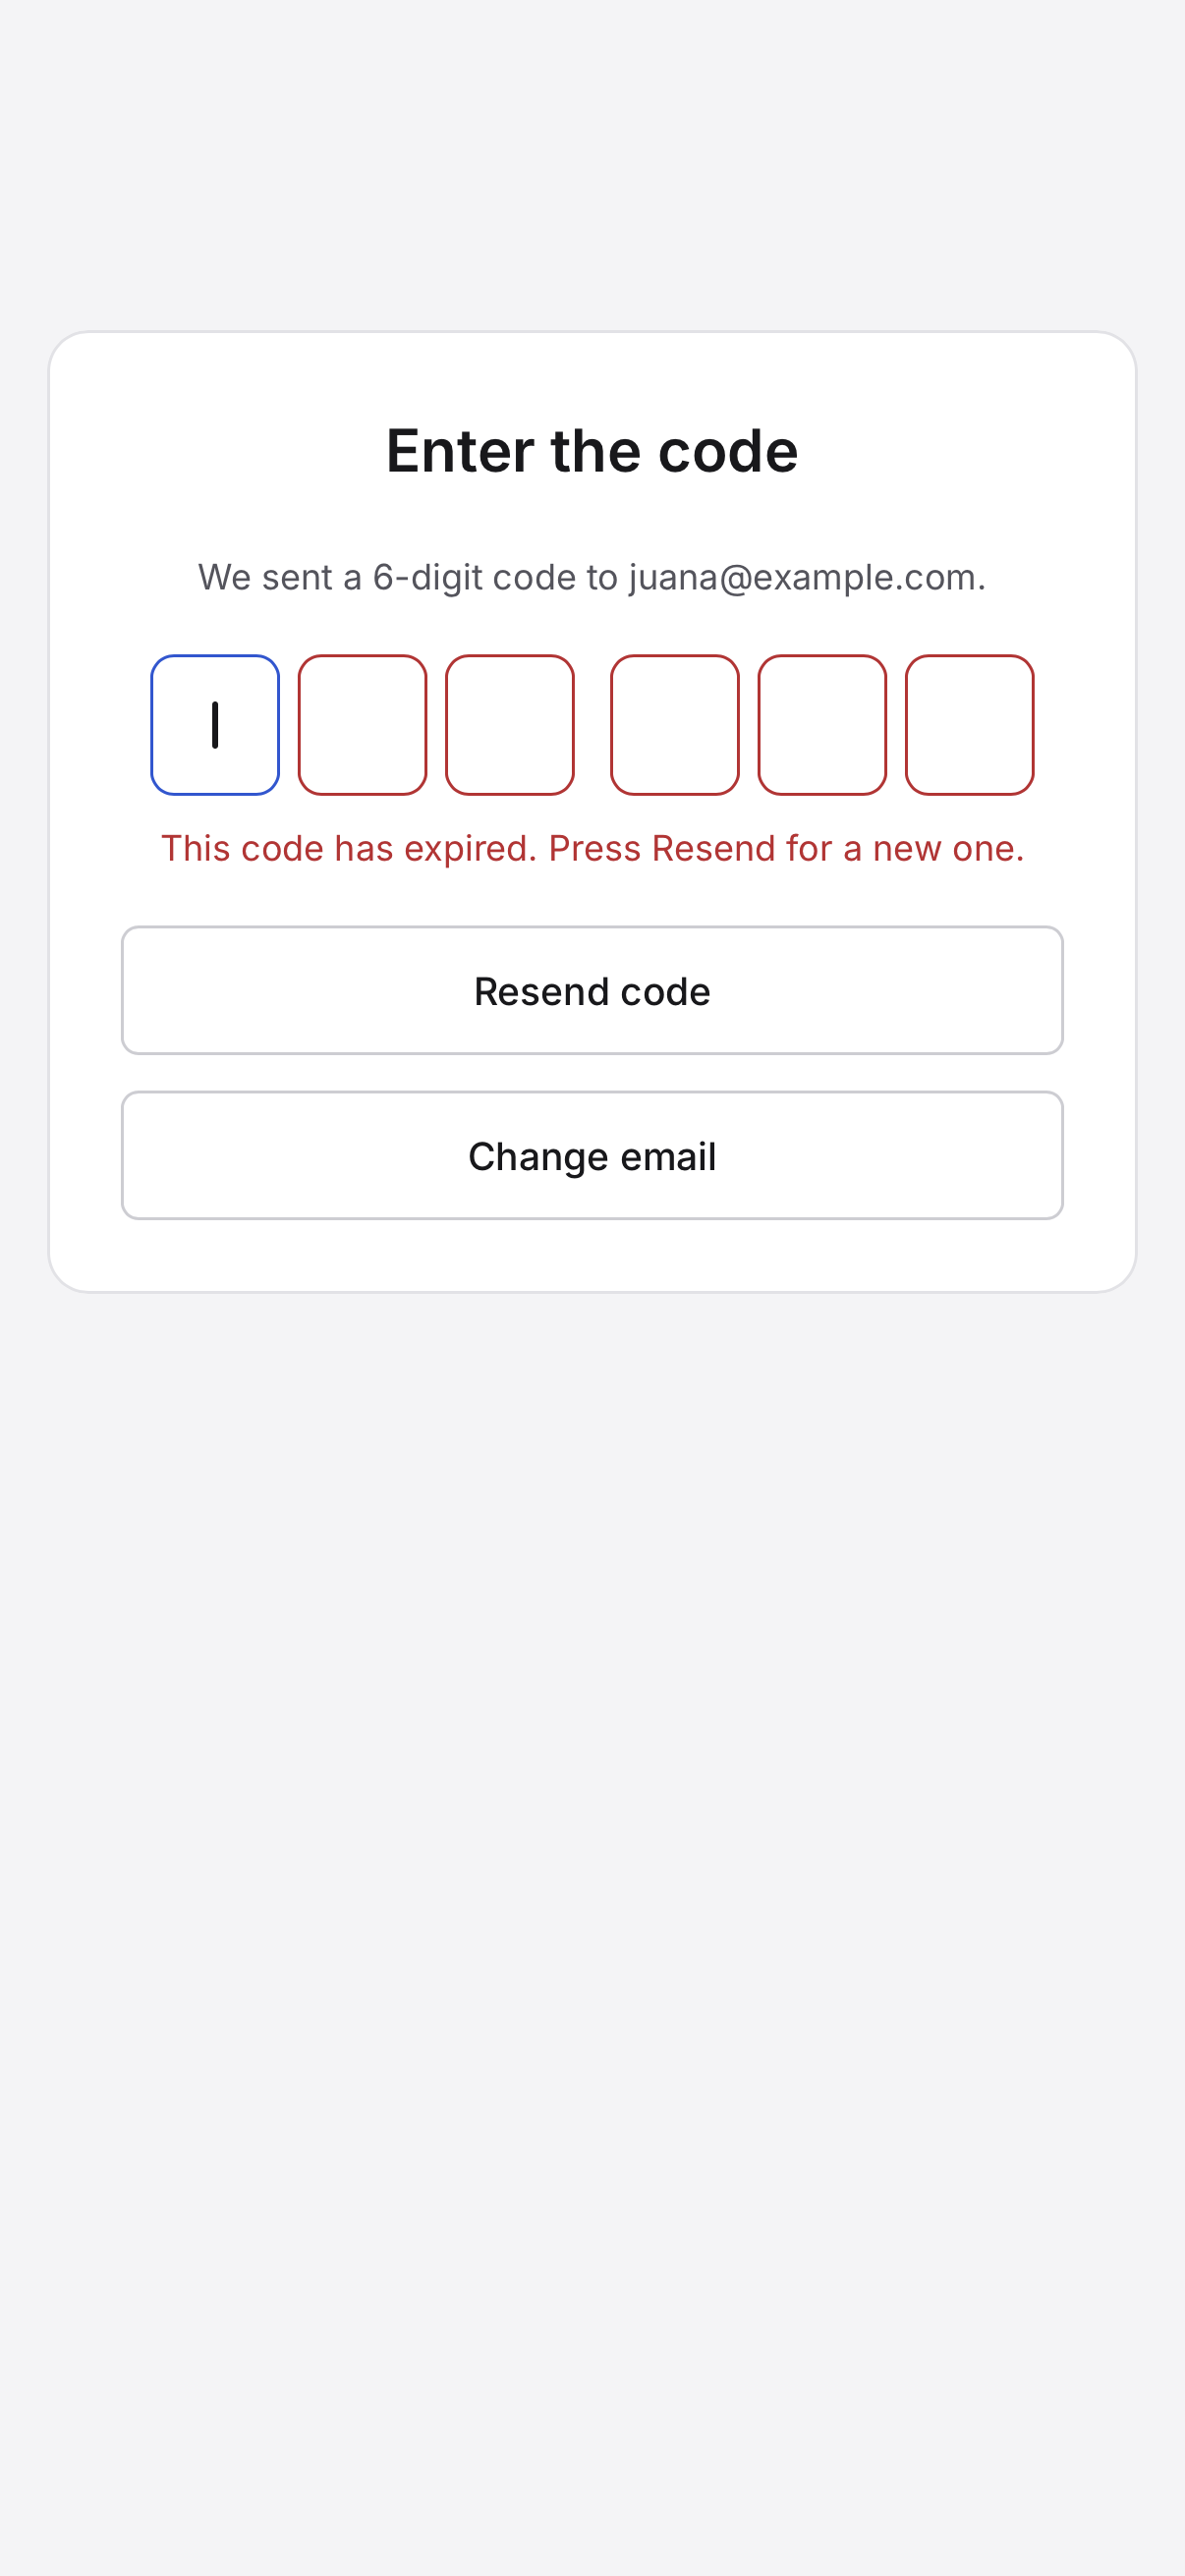 Enter the code
We sent a 6-digit code to juana@example.com.
This code has expired. Press Resend for a new one.
Resend code
Change email